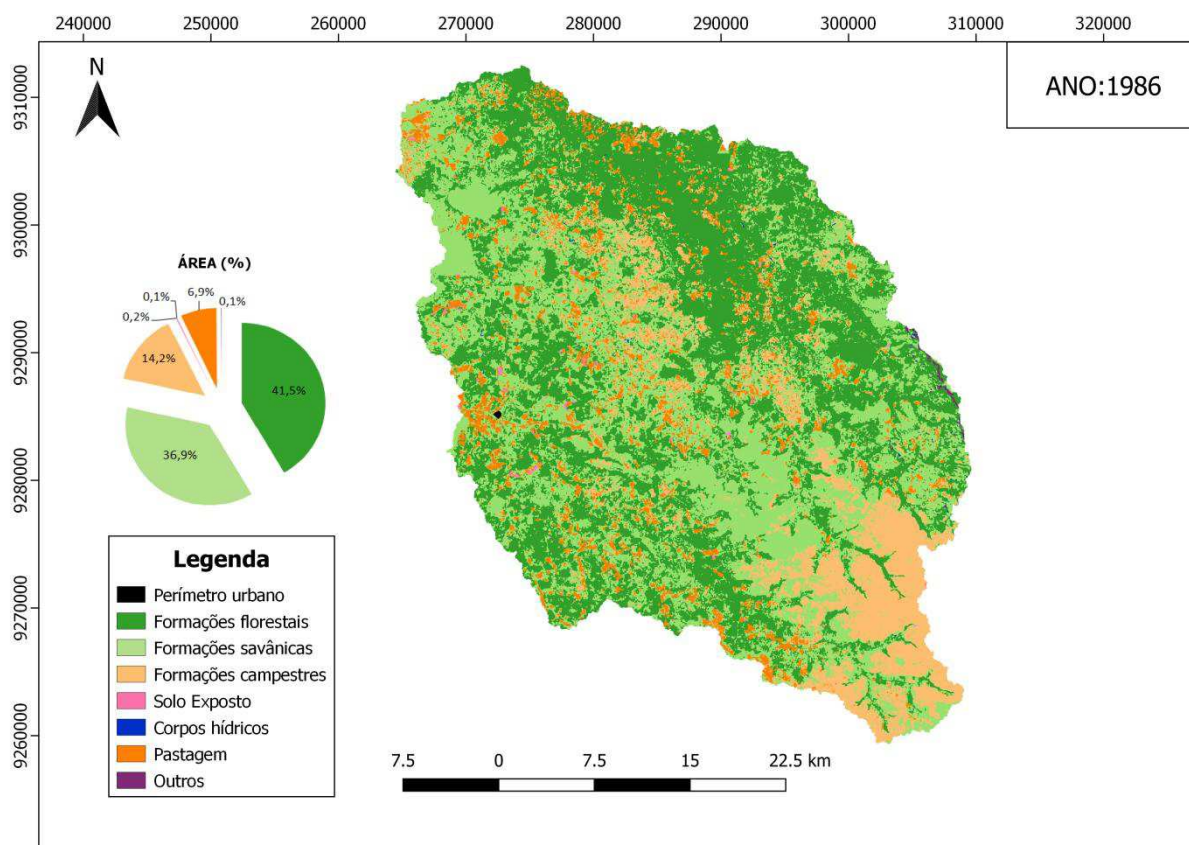 240000 250000 260000 270000 280000 290000 300000 310000 320000
N
ANO:1986
9310000
9300000
9290000
9280000
9270000
9260000
ÁREA (%)
0,1%
6,9%
0,1%
0,2%
14,2%
41,5%
36,9%
Legenda
Perímetro urbano
Formações florestais
Formações savânicas
Formações campestres
Solo Exposto
Corpos hídricos
Pastagem
Outros
7.5 0 7.5 15 22.5 km